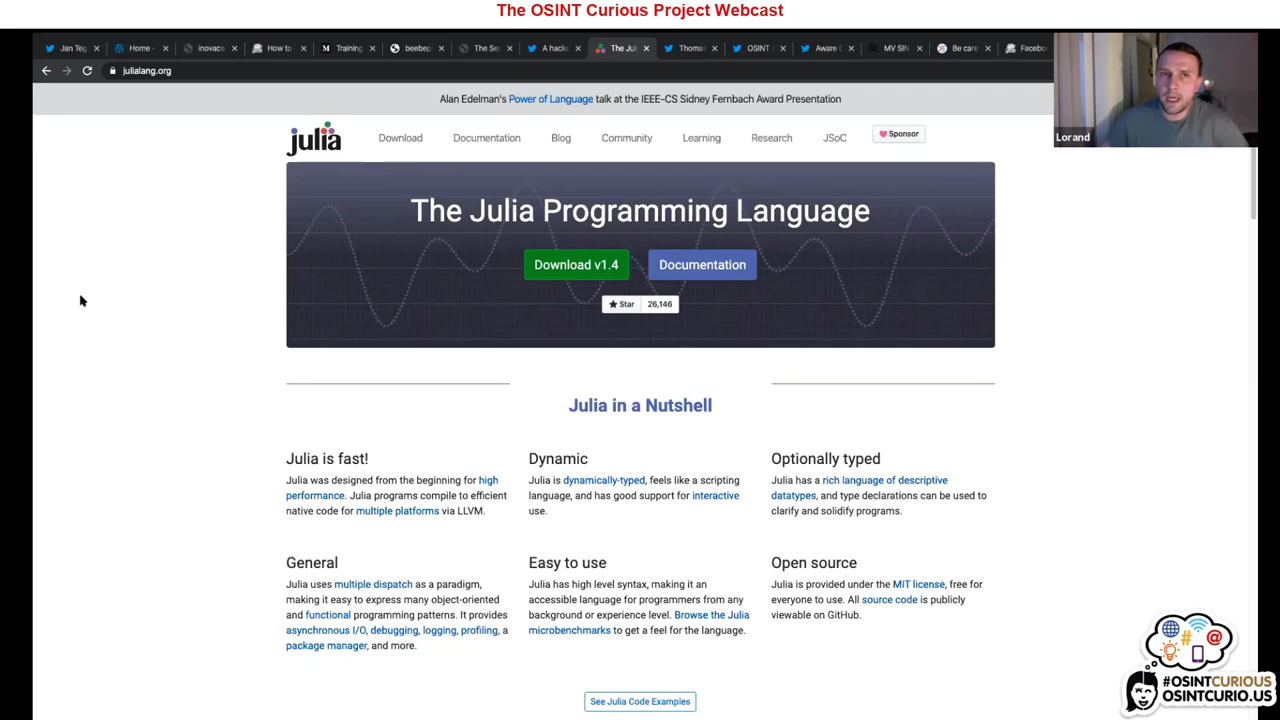 The OSINT Curious Project Webcast
Jan Teg
Home –
inovace
How to
Training
beebep
The Sec
A hack
The Jul
Thomas
OSINT
Aware
MV SIN
Be care
Facebo
julialang.org
Alan Edelman's Power of Language talk at the IEEE-CS Sidney Fernbach Award Presentation
Lorand
julia
Download
Documentation
Blog
Community
Learning
Research
JSoC
Sponsor
The Julia Programming Language
Download v1.4
Documentation
Star
26,146
Julia in a Nutshell
Julia is fast!
Julia was designed from the beginning for high
performance. Julia programs compile to efficient
native code for multiple platforms via LLVM.
Dynamic
Julia is dynamically-typed, feels like a scripting
language, and has good support for interactive
use.
Optionally typed
Julia has a rich language of descriptive
datatypes, and type declarations can be used to
clarify and solidify programs.
General
Julia uses multiple dispatch as a paradigm,
making it easy to express many object-oriented
and functional programming patterns. It provides
asynchronous I/O, debugging, logging, profiling, a
package manager, and more.
Easy to use
Julia has high level syntax, making it an
accessible language for programmers from any
background or experience level. Browse the Julia
microbenchmarks to get a feel for the language.
Open source
Julia is provided under the MIT license, free for
everyone to use. All source code is publicly
viewable on GitHub.
See Julia Code Examples
#OSINTCURIOUS
OSINTCURIO.US